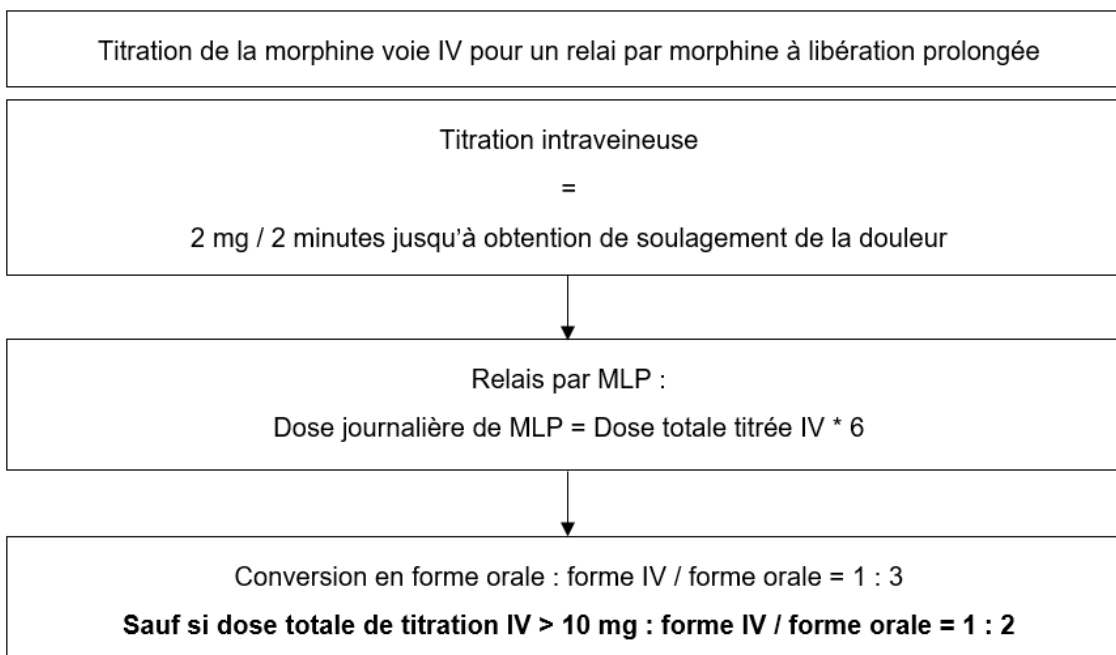 Titration de la morphine voie IV pour un relai par morphine à libération prolongée
Titration intraveineuse
=
2 mg / 2 minutes jusqu’à obtention de soulagement de la douleur
Relais par MLP :
Dose journalière de MLP = Dose totale titrée IV * 6
Conversion en forme orale : forme IV / forme orale = 1 : 3
Sauf si dose totale de titration IV > 10 mg : forme IV / forme orale = 1 : 2